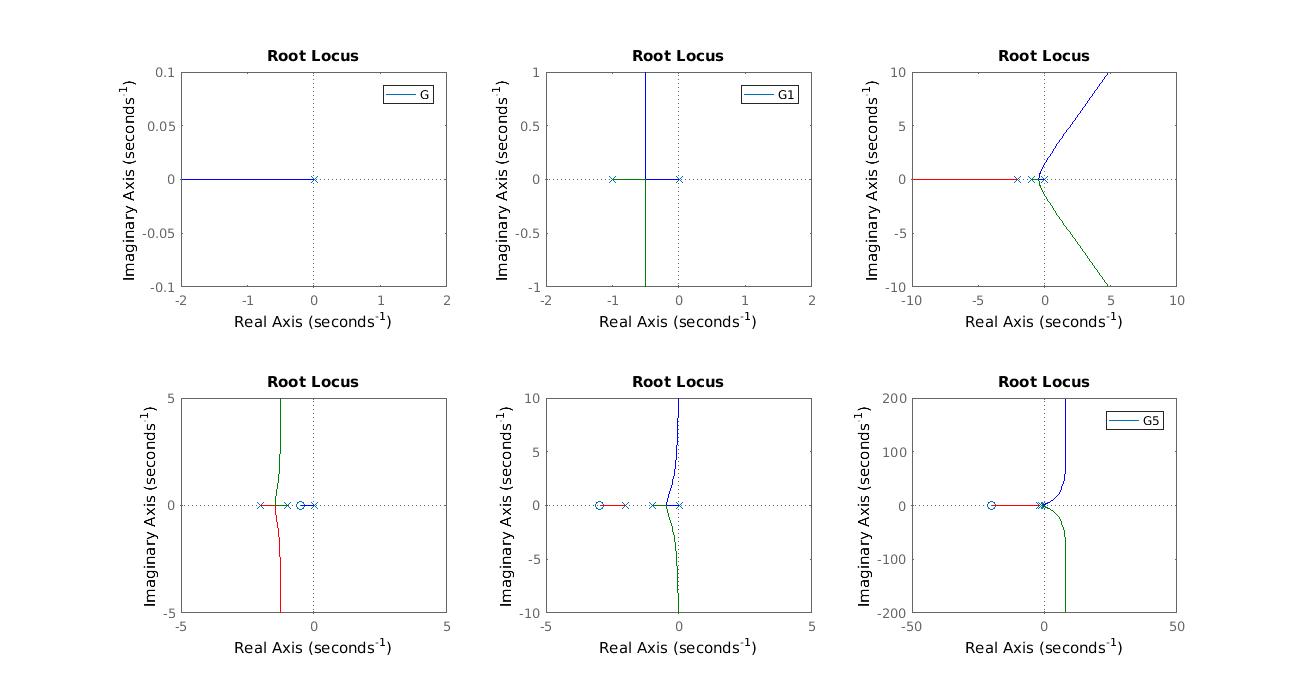 Root Locus
Root Locus
Root Locus
0.1
0.05
0
-0.05
-0.1
-2
-1
0
1
2
G
Imaginary Axis (seconds-1)
Real Axis (seconds-1)
1
0.5
0
-0.5
-1
-2
-1
0
1
2
G1
Imaginary Axis (seconds-1)
Real Axis (seconds-1)
10
5
0
-5
-10
-10
-5
0
5
10
Imaginary Axis (seconds-1)
Real Axis (seconds-1)
Root Locus
Root Locus
Root Locus
5
0
-5
-5
0
5
Imaginary Axis (seconds-1)
Real Axis (seconds-1)
10
5
0
-5
-10
-5
0
5
Imaginary Axis (seconds-1)
Real Axis (seconds-1)
200
100
0
-100
-200
-50
0
50
G5
Imaginary Axis (seconds-1)
Real Axis (seconds-1)